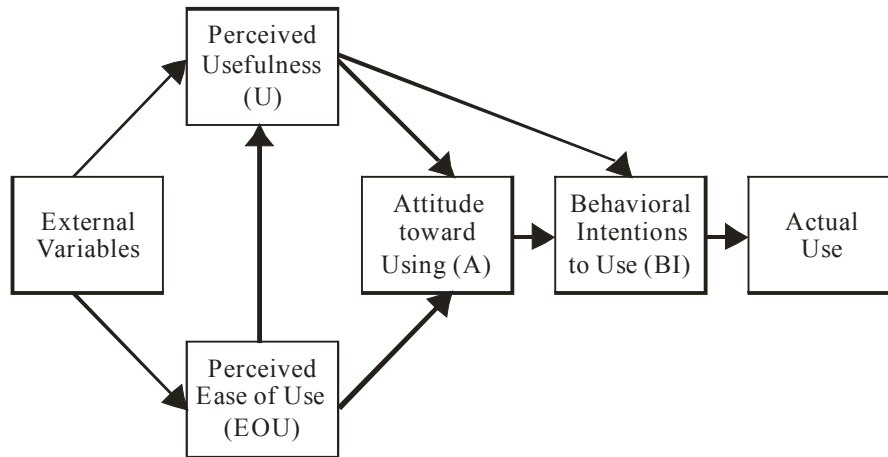 Perceived
Usefulness
(U)
External
Variables
Attitude
toward
Using (A)
Behavioral
Intentions
to Use (BI)
Actual
Use
Perceived
Ease of Use
(EOU)